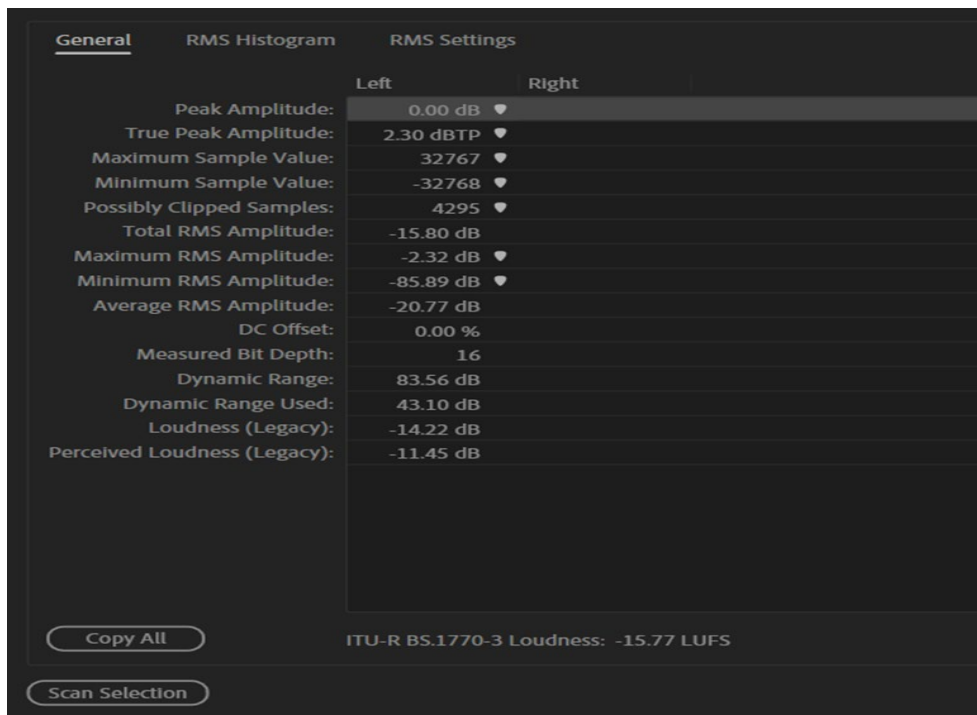 General RMS Histogram RMS Settings
Left Right
Peak Amplitude: 0.00 dB
True Peak Amplitude: 2.30 dBTP
Maximum Sample Value: 32767
Minimum Sample Value: -32768
Possibly Clipped Samples: 4295
Total RMS Amplitude: -15.80 dB
Maximum RMS Amplitude: -2.32 dB
Minimum RMS Amplitude: -85.89 dB
Average RMS Amplitude: -20.77 dB
DC Offset: 0.00 %
Measured Bit Depth: 16
Dynamic Range: 83.56 dB
Dynamic Range Used: 43.10 dB
Loudness (Legacy): -14.22 dB
Perceived Loudness (Legacy): -11.45 dB
Copy All ITU-R BS.1770-3 Loudness: -15.77 LUFS
Scan Selection